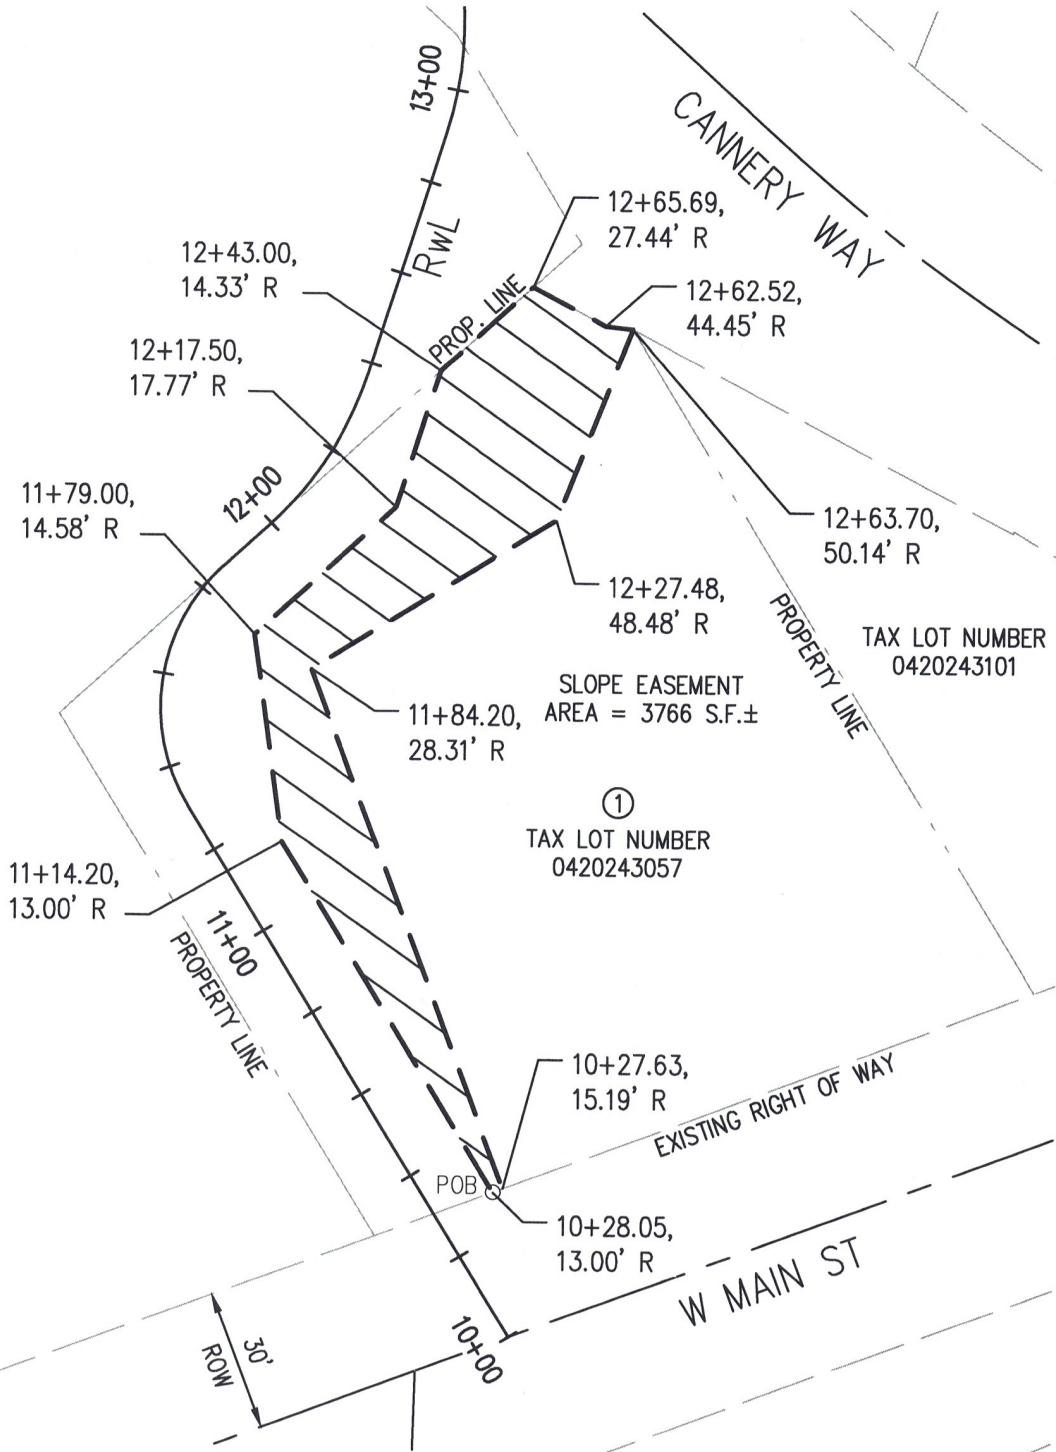 13+00
CANNERY WAY
12+65.69,
27.44' R
RwL
12+43.00,
14.33' R
12+62.52,
44.45' R
PROP. LINE
12+17.50,
17.77' R
12+00
11+79.00,
14.58' R
12+63.70,
50.14' R
12+27.48,
48.48' R
PROPERTY LINE
TAX LOT NUMBER
0420243101
SLOPE EASEMENT
AREA = 3766 S.F.±
11+84.20,
28.31' R
1
TAX LOT NUMBER
0420243057
11+14.20,
13.00' R
11+00
PROPERTY LINE
10+27.63,
15.19' R
EXISTING RIGHT OF WAY
POB
10+28.05,
13.00' R
W MAIN ST
10+00
30'
ROW